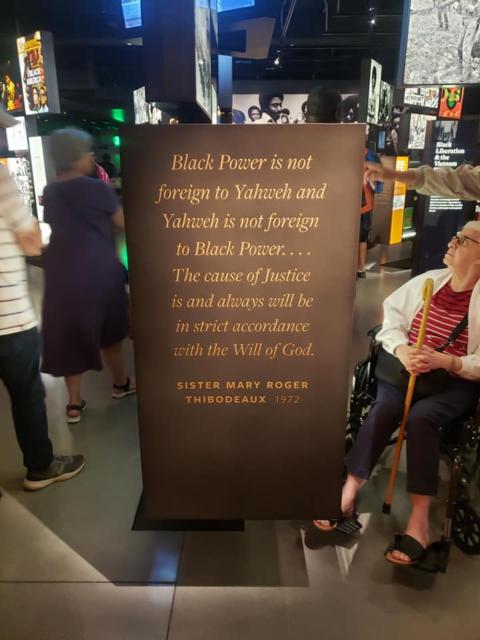 Black Power is not
foreign to Yahweh and
Yahweh is not foreign
to Black Power. . . .
The cause of Justice
is and always will be
in strict accordance
with the Will of God.
SISTER MARY ROGER
THIBODEAUX 1972
Black
Liberation
& the
Vietnam